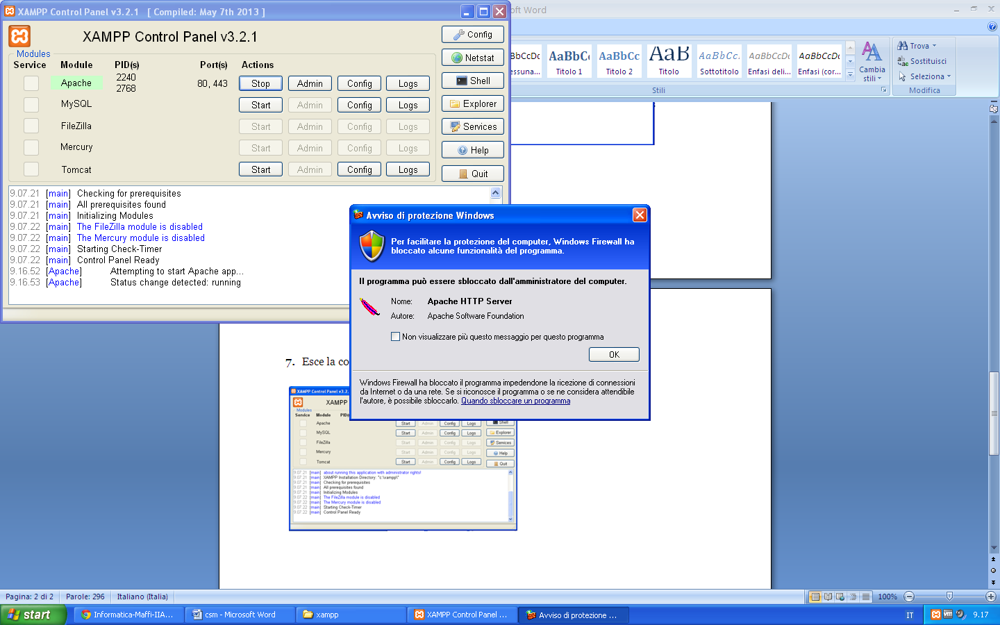 XAMPP Control Panel v3.2.1 [ Compiled: May 7th 2013 ]
XAMPP Control Panel v3.2.1
Config
Modules
Service Module PID(s) Port(s) Actions
Netstat
Apache 2240 2768 80, 443 Stop Admin Config Logs
Shell
MySQL Start Admin Config Logs
Explorer
FileZilla Start Admin Config Logs
Services
Mercury Start Admin Config Logs
Help
Tomcat Start Admin Config Logs
Quit
9.07.21 [main] Checking for prerequisites
9.07.21 [main] All prerequisites found
9.07.21 [main] Initializing Modules
9.07.22 [main] The FileZilla module is disabled
9.07.22 [main] The Mercury module is disabled
9.07.22 [main] Starting Check-Timer
9.07.22 [main] Control Panel Ready
9.16.52 [Apache] Attempting to start Apache app...
9.16.53 [Apache] Status change detected: running
soft Word
AaBbCc AaBbCc AaB AaBbCc. AaBbCcDc AaBbCcDc
essuna... Titolo 1 Titolo 2 Titolo Sottotitolo Enfasi deli... Enfasi (cor...
Stili
Cambia
stili
Trova
Sostituisci
Seleziona
Modifica
Avviso di protezione Windows
Per facilitare la protezione del computer, Windows Firewall ha
bloccato alcune funzionalità del programma.
Il programma può essere sbloccato dall'amministratore del computer.
Nome: Apache HTTP Server
Autore: Apache Software Foundation
Non visualizzare più questo messaggio per questo programma
OK
Windows Firewall ha bloccato il programma impedendone la ricezione di connessioni
da Internet o da una rete. Se si riconosce il programma o se ne considera attendibile
l'autore, è possibile sbloccarlo. Quando sbloccare un programma
7. Esce la co
XAMPP Control Panel v3.2.
XAMPP
Modules
Service Module PID(s
Apache Start Admin Config Logs
Shell
MySQL Start Admin Config Logs
Explorer
FileZilla Start Admin Config Logs
Services
Mercury Start Admin Config Logs
Help
Tomcat Start Admin Config Logs
Quit
9.07.21 [main] about running this application with administrator rights!
9.07.21 [main] XAMPP Installation Directory: "c:\xampp\"
9.07.21 [main] Checking for prerequisites
9.07.21 [main] All prerequisites found
9.07.21 [main] Initializing Modules
9.07.22 [main] The FileZilla module is disabled
9.07.22 [main] The Mercury module is disabled
9.07.22 [main] Starting Check-Timer
9.07.22 [main] Control Panel Ready
Pagina: 2 di 2 Parole: 296 Italiano (Italia) 100%
start Informatica-Maffi-IIA... csm - Microsoft Word xampp XAMPP Control Panel ... Avviso di protezione ... IT vm 9.17